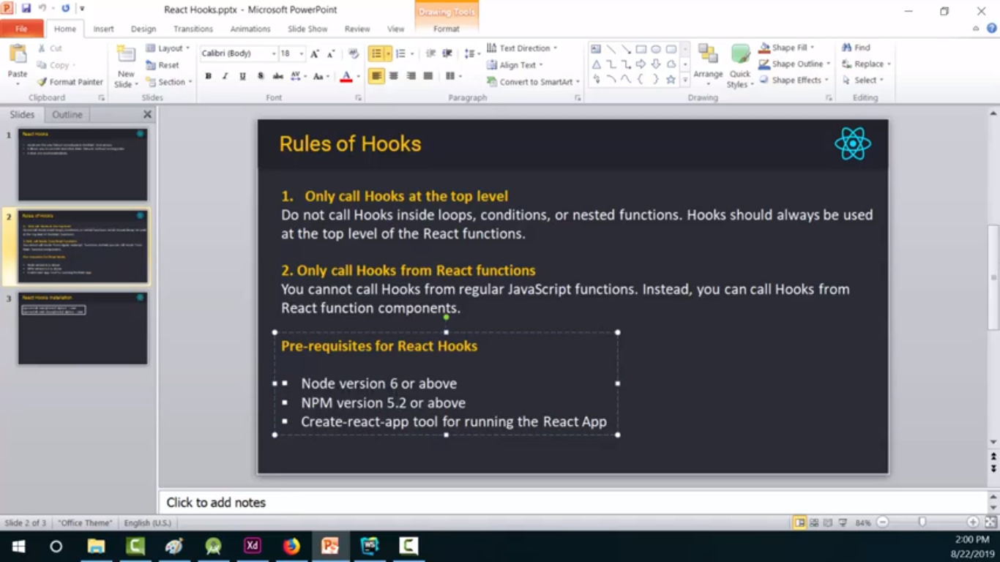 React Hooks.pptx - Microsoft PowerPoint
Drawing Tools
File Home Insert Design Transitions Animations Slide Show Review View Format
Paste
Cut
Copy
Format Painter
Clipboard
New Slide
Layout
Reset
Section
Slides
Calibri (Body) 18
B I U S abc AV Aa A
Font
Text Direction
Align Text
Convert to SmartArt
Paragraph
Arrange
Quick Styles
Shape Fill
Shape Outline
Shape Effects
Drawing
Find
Replace
Select
Editing
Slides Outline
1
React Hooks
2
Rules of Hooks
3
React Hooks Installation
Rules of Hooks
1. Only call Hooks at the top level
Do not call Hooks inside loops, conditions, or nested functions. Hooks should always be used
at the top level of the React functions.
2. Only call Hooks from React functions
You cannot call Hooks from regular JavaScript functions. Instead, you can call Hooks from
React function components.
Pre-requisites for React Hooks
▪ Node version 6 or above
▪ NPM version 5.2 or above
▪ Create-react-app tool for running the React App
Click to add notes
Slide 2 of 3 "Office Theme" English (U.S.) 84%
Xd
WS
2:00 PM
8/22/2019